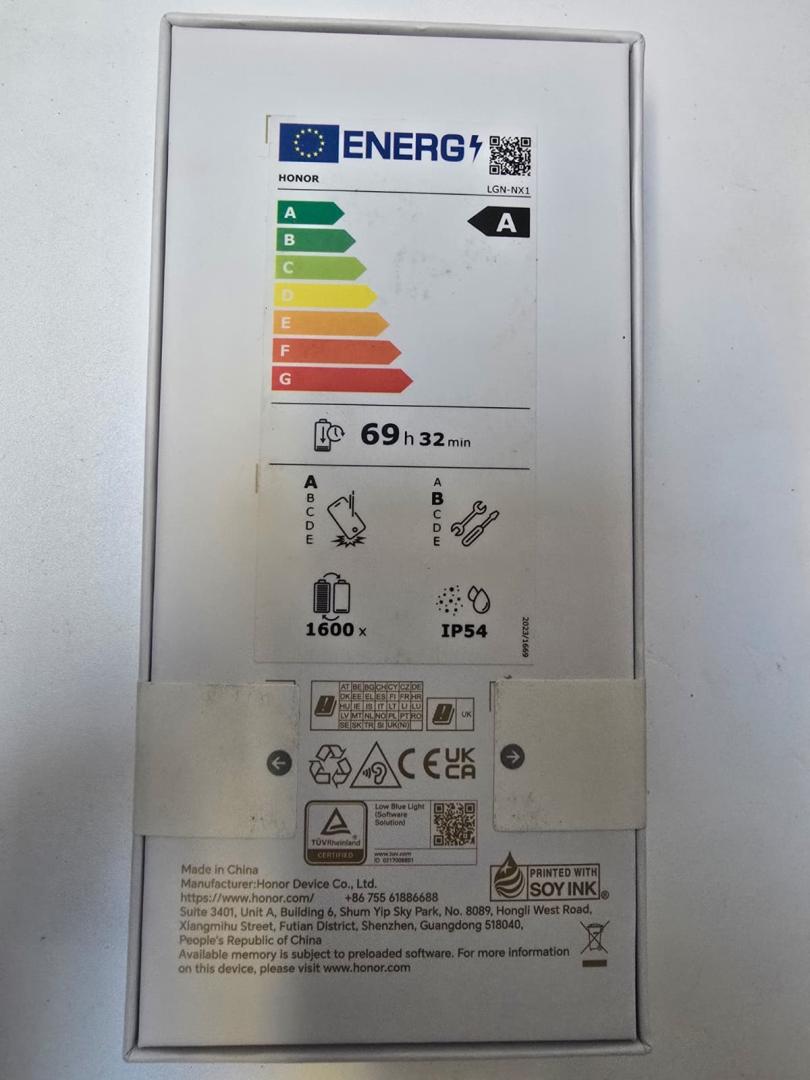 ENERG
HONOR
LGN-NX1
A
A
B
C
D
E
F
G
69 h 32 min
A
B
C
D
E
A
B
C
D
E
1600 x
IP54
2023/1669
AT BE BG CH CY CZ DE
DK EE EL ES FI FR HR
HU IE IS IT LT LI LU
LV MT NL NO PL PT RO
SE SK TR SI UK(NI)
UK
CE
UK
CA
TÜVRheinland
CERTIFIED
Low Blue Light
(Software
Solution)
www.tuv.com
ID 0217008801
PRINTED WITH
SOY INK®
Made in China
Manufacturer:Honor Device Co., Ltd.
https://www.honor.com/ +86 755 61886688
Suite 3401, Unit A, Building 6, Shum Yip Sky Park, No. 8089, Hongli West Road,
Xiangmihu Street, Futian District, Shenzhen, Guangdong 518040,
People's Republic of China
Available memory is subject to preloaded software. For more information
on this device, please visit www.honor.com